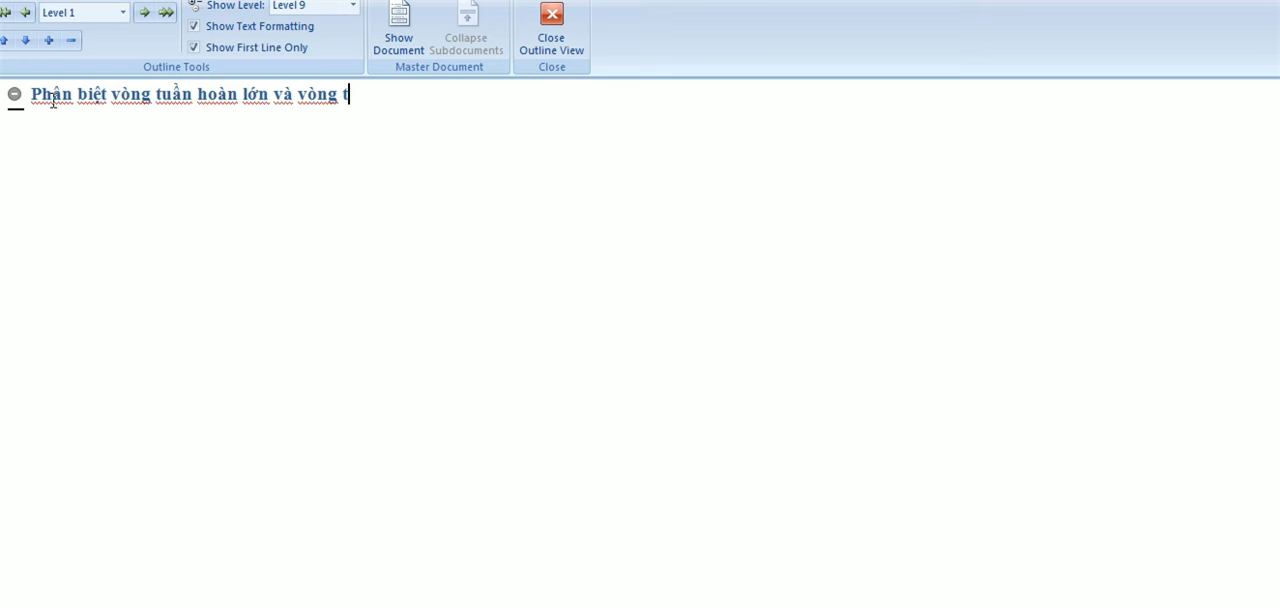 Level 1
Show Level: Level 9
Show Text Formatting
Show First Line Only
Outline Tools
Show Document
Collapse Subdocuments
Master Document
Close Outline View
Close
Phân biệt vòng tuần hoàn lớn và vòng t